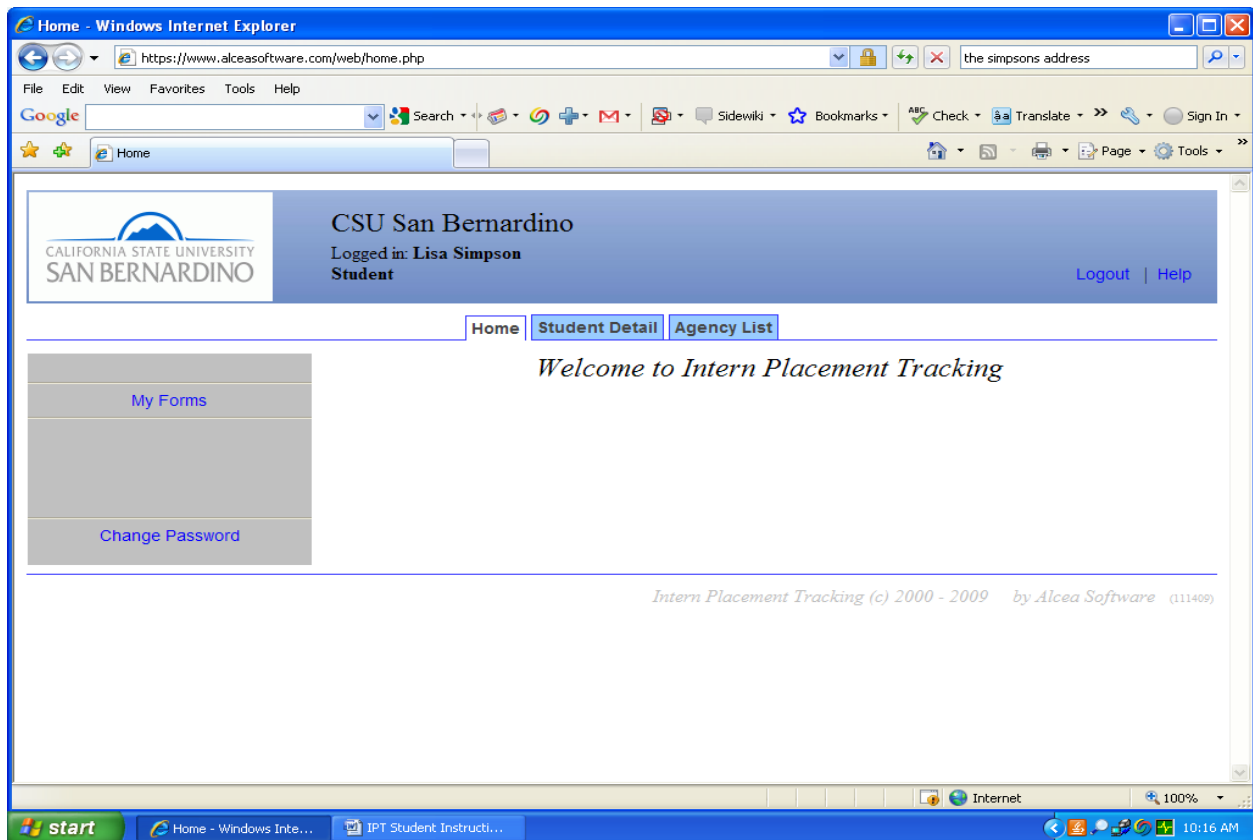 Home - Windows Internet Explorer
https://www.alceasoftware.com/web/home.php
the simpsons address
File Edit View Favorites Tools Help
Google Search Sidewiki Bookmarks ABC Check Translate Sign In
Home Page Tools
CALIFORNIA STATE UNIVERSITY
SAN BERNARDINO
CSU San Bernardino
Logged in: Lisa Simpson
Student
Logout | Help
Home Student Detail Agency List
Welcome to Intern Placement Tracking
My Forms
Change Password
Intern Placement Tracking (c) 2000 - 2009 by Alcea Software (111409)
Internet 100%
start Home - Windows Inte... IPT Student Instructi... 10:16 AM